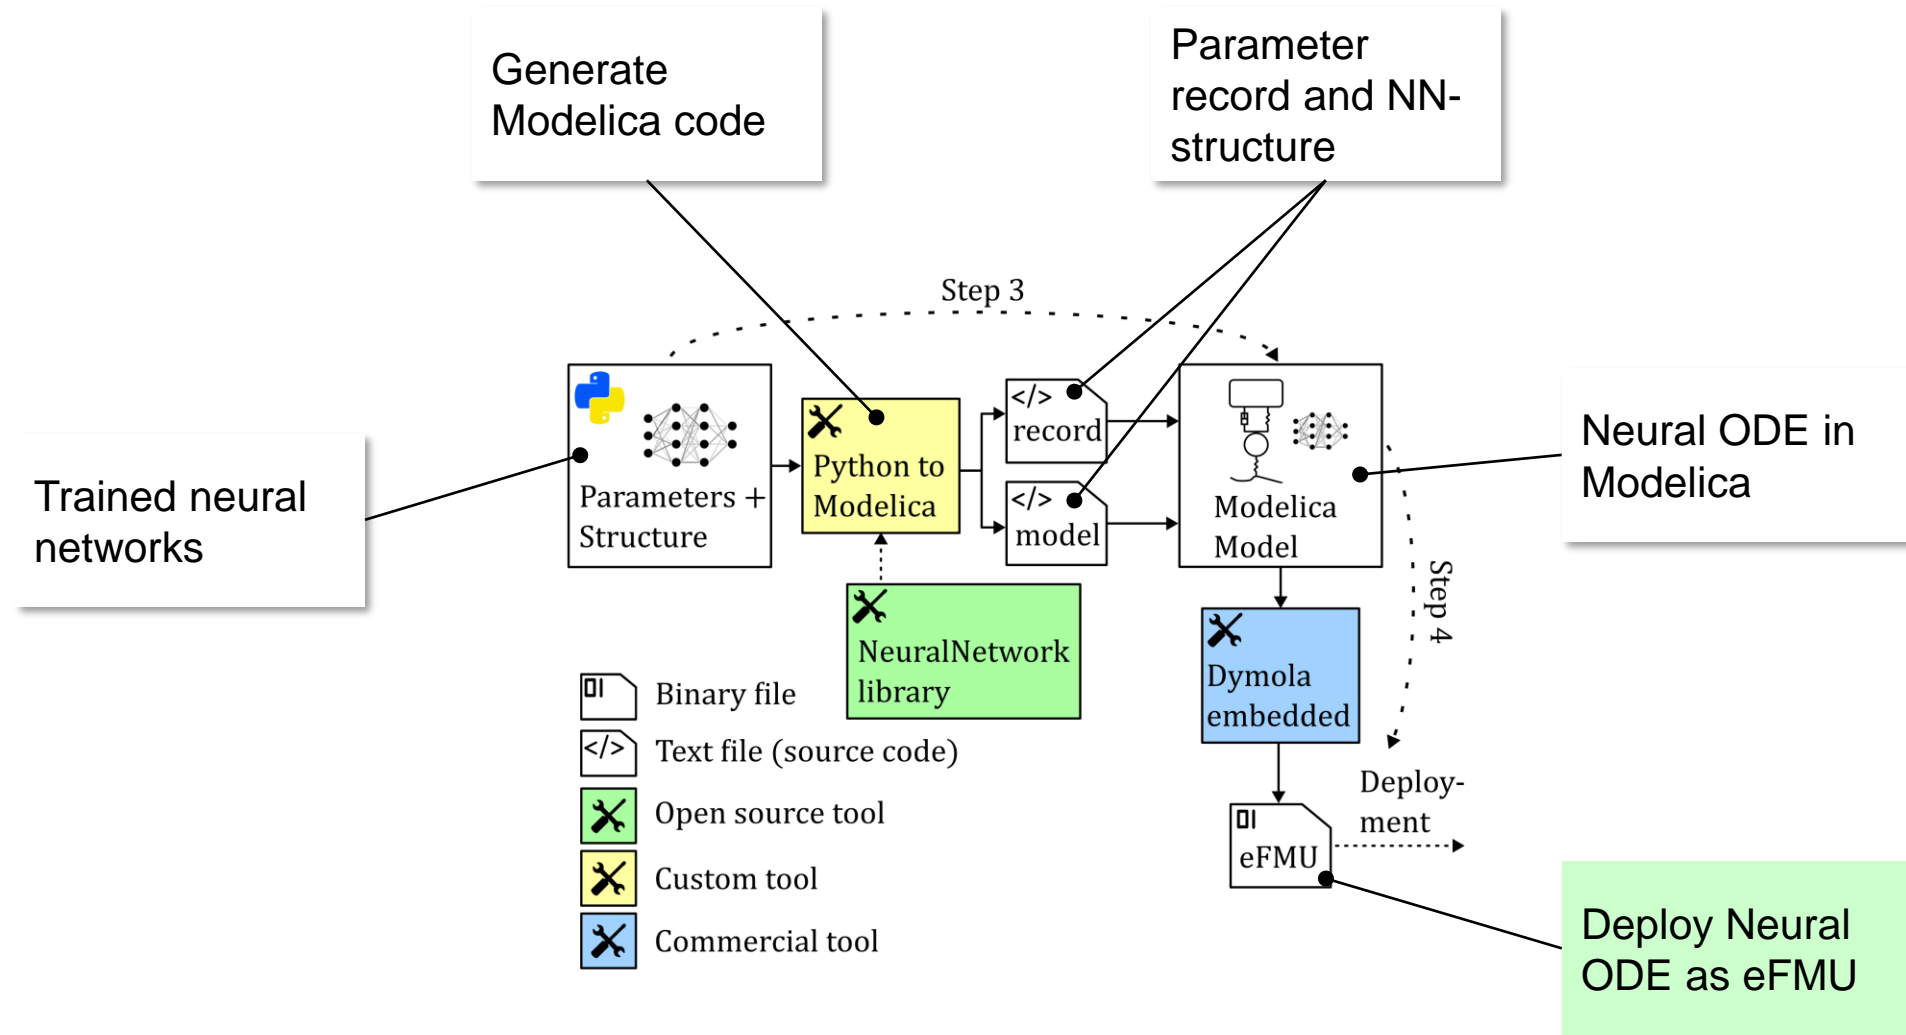 Generate
Modelica code
Parameter
record and NN-
structure
Step 3
Trained neural
networks
Parameters +
Structure
Python to
Modelica
</>
record
</>
model
Modelica
Model
Neural ODE in
Modelica
Step 4
NeuralNetwork
library
Dymola
embedded
Binary file
</>
Text file (source code)
Open source tool
Custom tool
Commercial tool
Deploy-
ment
eFMU
Deploy Neural
ODE as eFMU